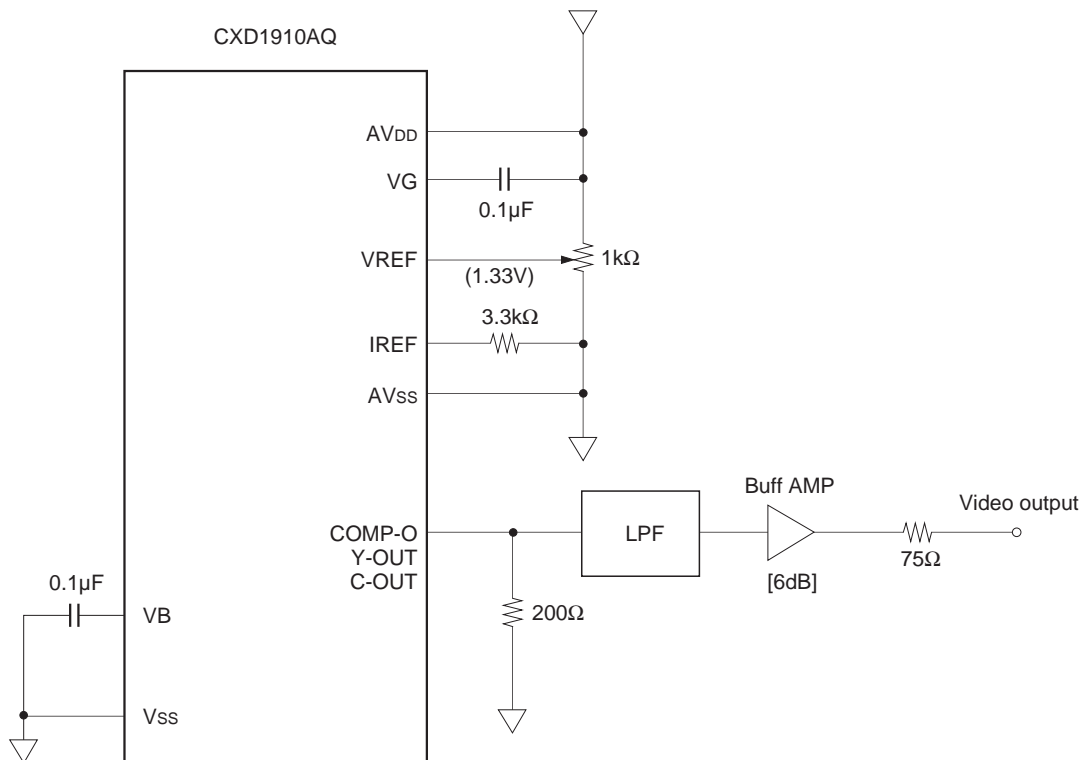 CXD1910AQ
AVDD
VG
0.1µF
VREF
(1.33V)
1kΩ
3.3kΩ
IREF
AVSS
Buff AMP
Video output
COMP-O
Y-OUT
C-OUT
LPF
[6dB]
75Ω
200Ω
0.1µF
VB
VSS